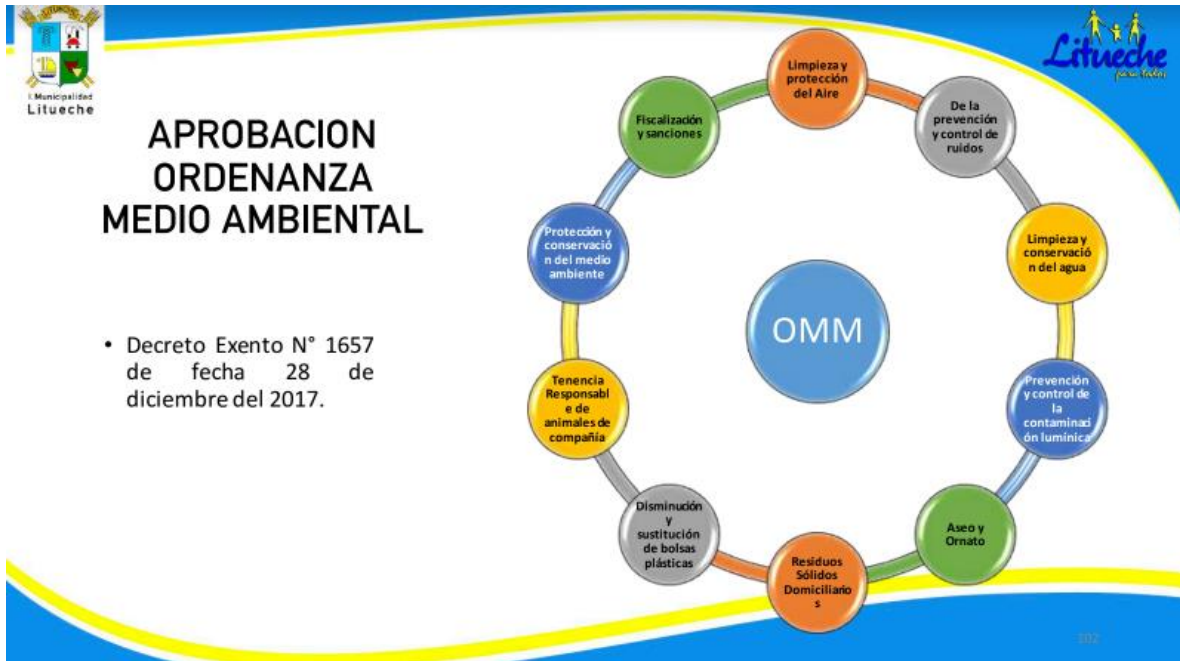 I. Municipalidad
Litueche
Litueche
para todos
APROBACION
ORDENANZA
MEDIO AMBIENTAL
• Decreto Exento N° 1657
de fecha 28 de
diciembre del 2017.
OMM
Limpieza y
protección
del Aire
De la
prevención
y control de
ruidos
Limpieza y
conservació
n del agua
Prevención
y control de
la
contaminaci
ón lumínica
Aseo y
Ornato
Residuos
Sólidos
Domiciliario
s
Disminución
y
sustitución
de bolsas
plásticas
Tenencia
Responsabl
e de
animales de
compañía
Protección y
conservació
n del medio
ambiente
Fiscalización
y sanciones
102